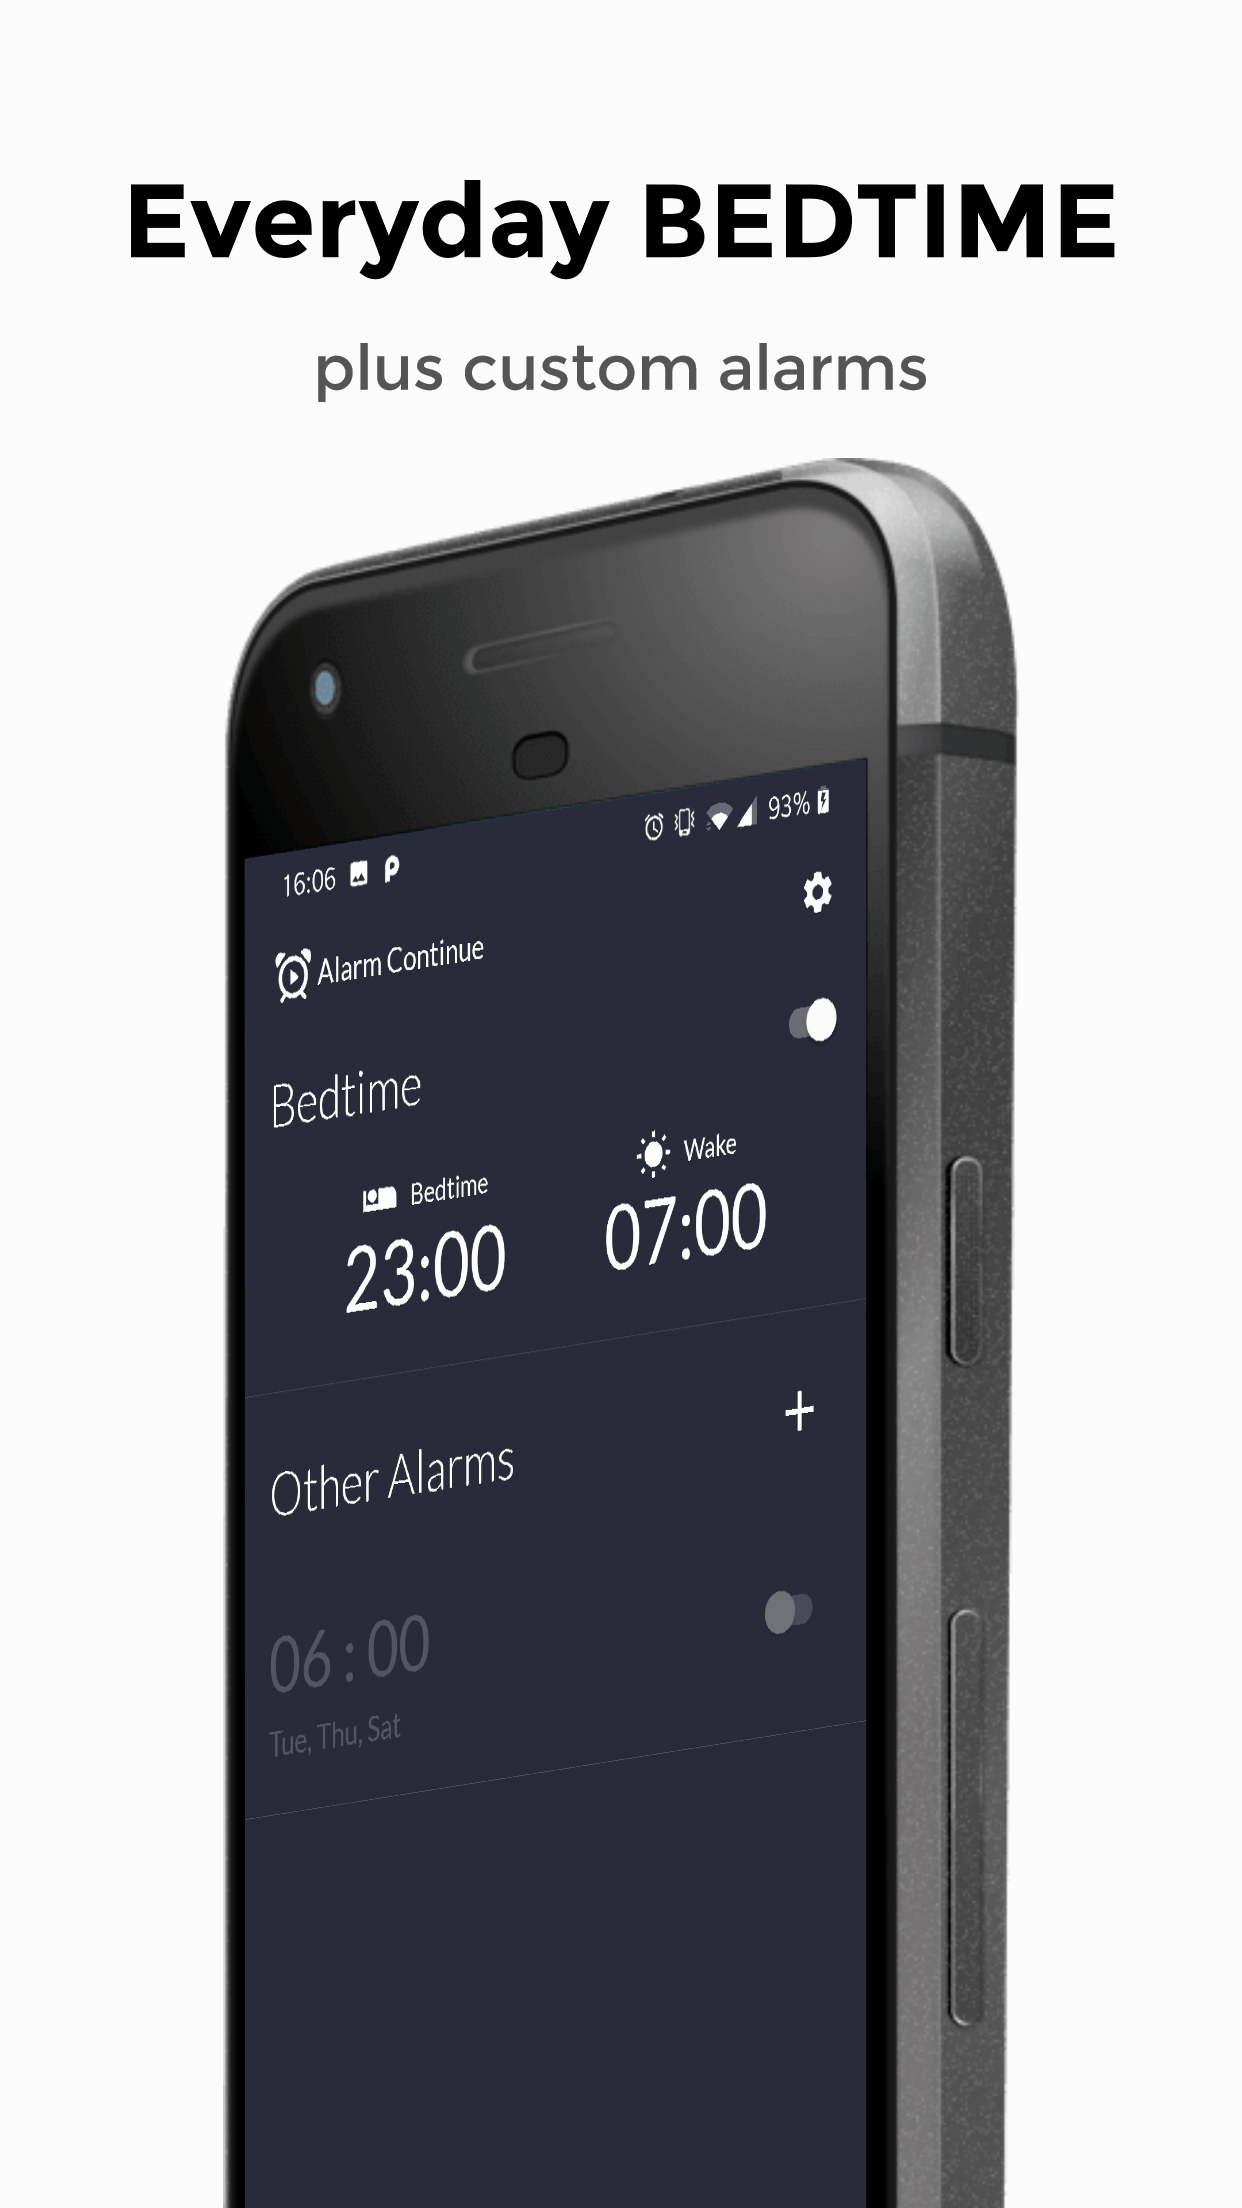 Everyday BEDTIME
plus custom alarms
16:06 93%
Alarm Continue
Bedtime
Bedtime Wake
23:00 07:00
Other Alarms
+
06 : 00
Tue, Thu, Sat